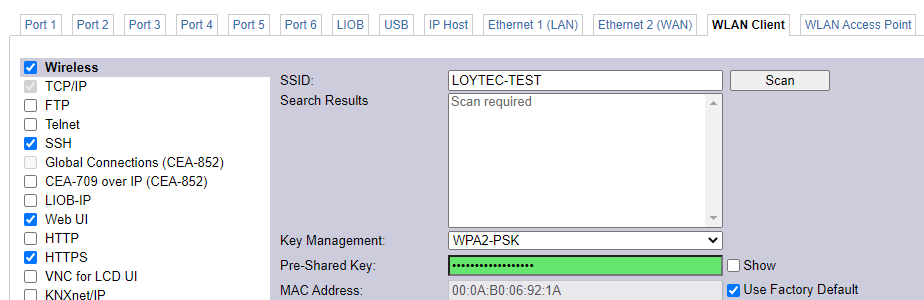 Port 1 Port 2 Port 3 Port 4 Port 5 Port 6 LIOB USB IP Host Ethernet 1 (LAN) Ethernet 2 (WAN) WLAN Client WLAN Access Point
Wireless
TCP/IP
FTP
Telnet
SSH
Global Connections (CEA-852)
CEA-709 over IP (CEA-852)
LIOB-IP
Web UI
HTTP
HTTPS
VNC for LCD UI
KNXnet/IP
SSID: LOYTEC-TEST Scan
Search Results Scan required
Key Management: WPA2-PSK
Pre-Shared Key: •••••••••••••••••• Show
MAC Address: 00:0A:B0:06:92:1A Use Factory Default